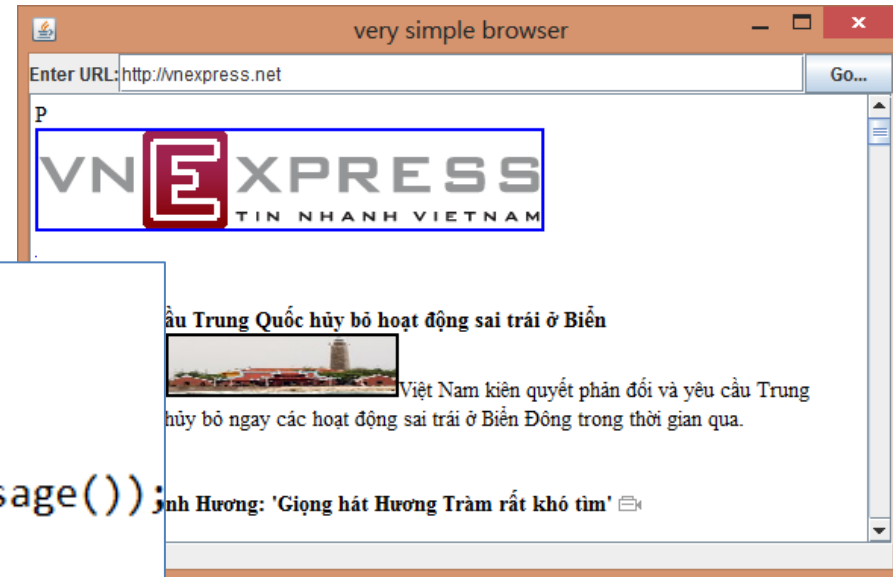 very simple browser
Enter URL: http://vnexpress.net Go...
P
VNEXPRESS
TIN NHANH VIETNAM
.
ầu Trung Quốc hủy bỏ hoạt động sai trái ở Biển
Việt Nam kiên quyết phản đối và yêu cầu Trung
hủy bỏ ngay các hoạt động sai trái ở Biển Đông trong thời gian qua.
sage());
nh Hương: 'Giọng hát Hương Tràm rất khó tìm'